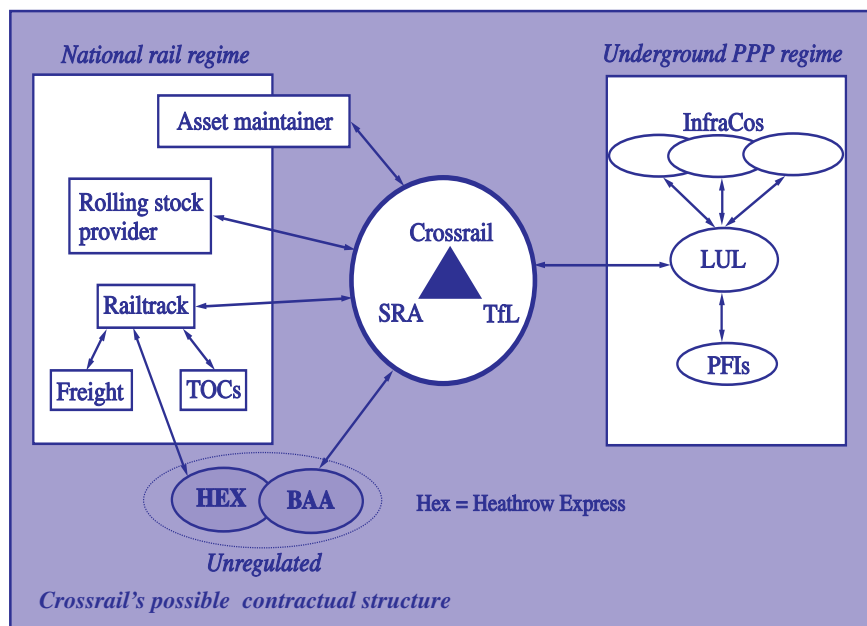 National rail regime
Underground PPP regime
Asset maintainer
InfraCos
Rolling stock
provider
Crossrail
LUL
Railtrack
SRA
TfL
PFIs
Freight
TOCs
HEX
BAA
Hex = Heathrow Express
Unregulated
Crossrail's possible contractual structure